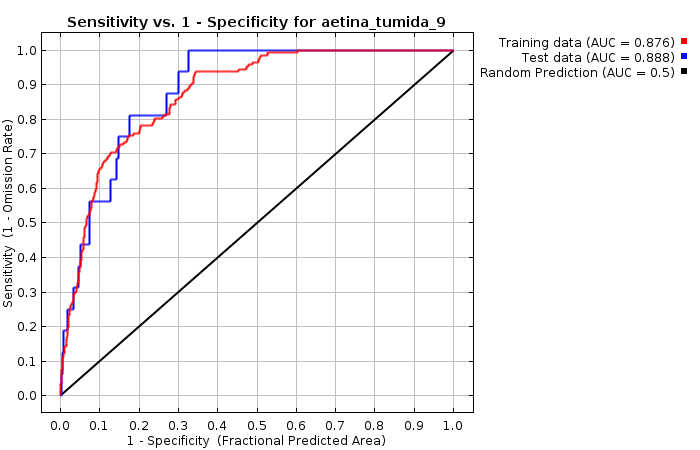 Sensitivity vs. 1 - Specificity for aetina_tumida_9
Training data (AUC = 0.876)
Test data (AUC = 0.888)
Random Prediction (AUC = 0.5)
Sensitivity (1 - Omission Rate)
1.0
0.9
0.8
0.7
0.6
0.5
0.4
0.3
0.2
0.1
0.0
0.0 0.1 0.2 0.3 0.4 0.5 0.6 0.7 0.8 0.9 1.0
1 - Specificity (Fractional Predicted Area)